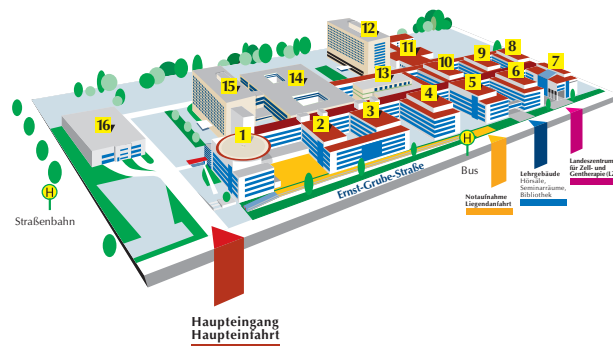 12
11
10
9
8
7
6
5
4
3
2
1
13
14
15
16
H
Straßenbahn
H
Bus
Ernst-Grube-Straße
Notaufnahme
Liegendanfahrt
Lehrgebäude
Hörsäle,
Seminarräume,
Bibliothek
Landeszentrum
für Zell- und
Gentherapie
Haupteingang
Haupteinfahrt